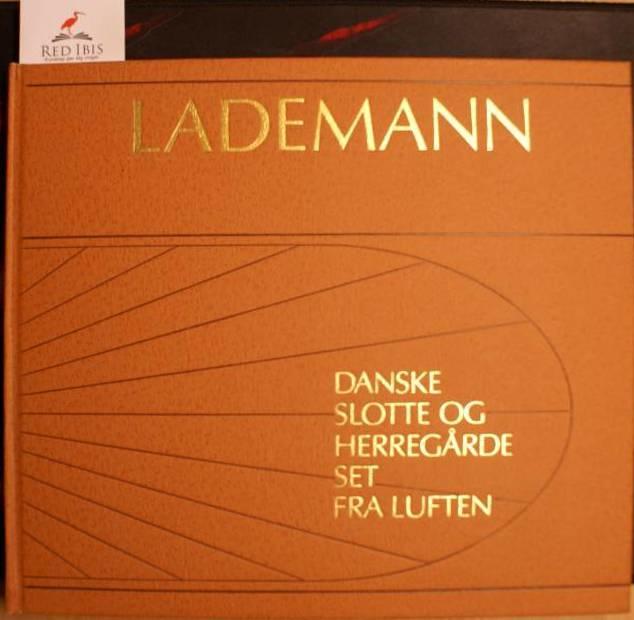 RED IBIS
LADEMANN
DANSKE
SLOTTE OG
HERREGÅRDE
SET
FRA LUFTEN